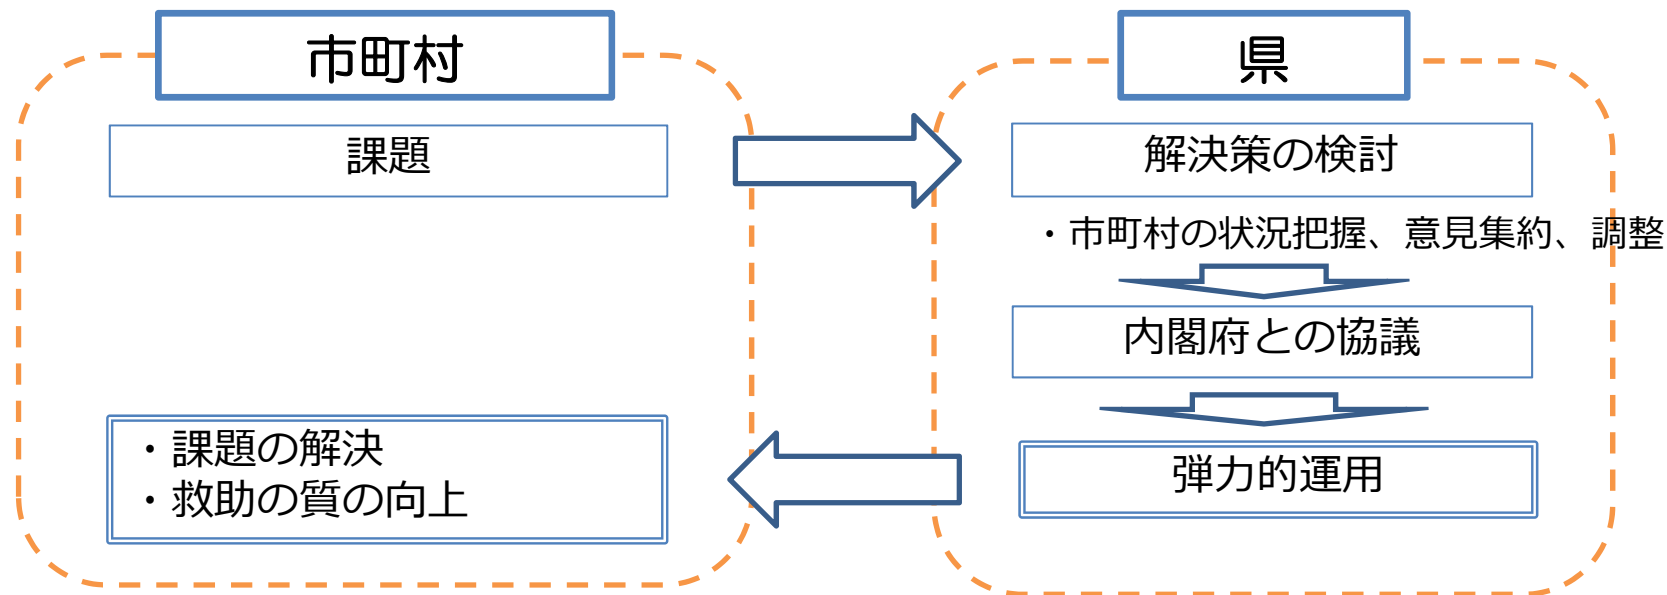 市町村
課題
・課題の解決
・救助の質の向上
県
解決策の検討
・市町村の状況把握、意見集約、調整
内閣府との協議
弾力的運用